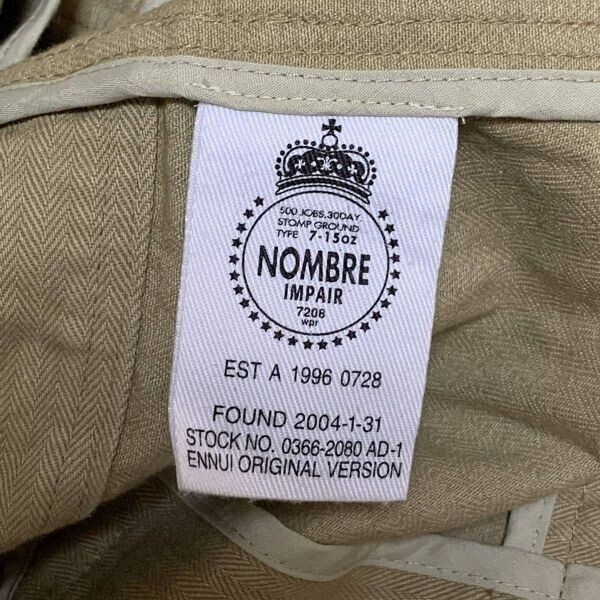 500 JOBS.30DAY.
STOMP GROUND
TYPE 7-15oz
NOMBRE
IMPAIR
7208
wpr
EST A 1996 0728
FOUND 2004-1-31
STOCK NO. 0366-2080 AD-1
ENNUI ORIGINAL VERSION